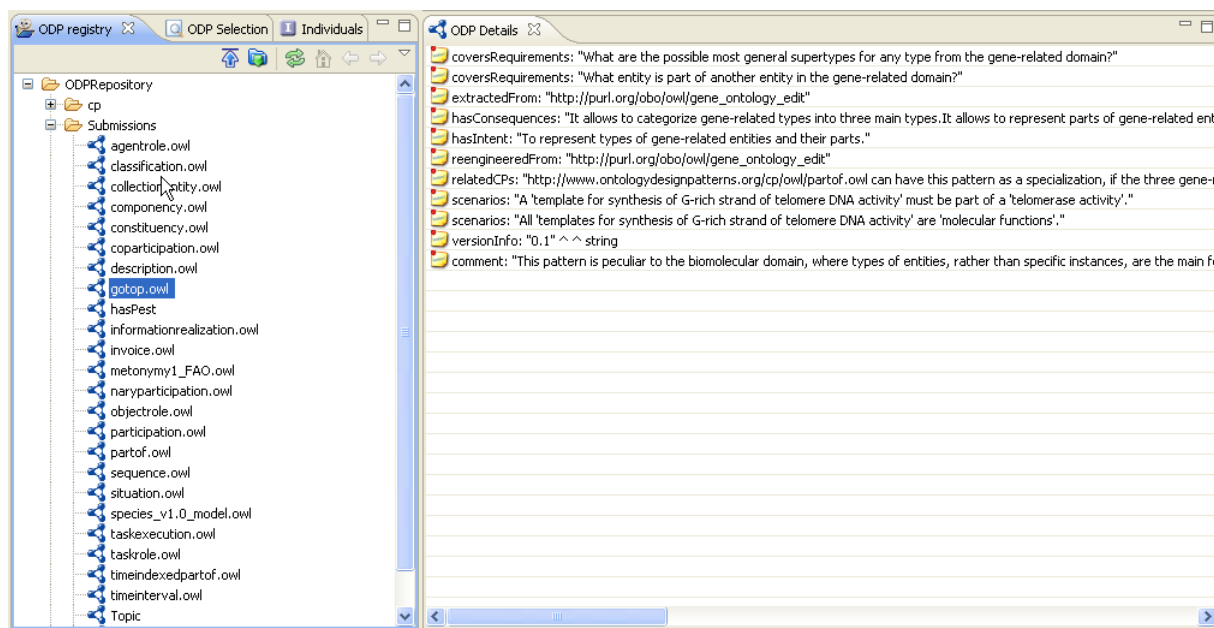 ODP registry
ODP Selection
Individuals
ODPRepository
cp
Submissions
agentrole.owl
classification.owl
collectionentity.owl
componency.owl
constituency.owl
coparticipation.owl
description.owl
gotop.owl
hasPest
informationrealization.owl
invoice.owl
metonymy1_FAO.owl
naryparticipation.owl
objectrole.owl
participation.owl
partof.owl
sequence.owl
situation.owl
species_v1.0_model.owl
taskexecution.owl
taskrole.owl
timeindexedpartof.owl
timeinterval.owl
Topic
ODP Details
coversRequirements: "What are the possible most general supertypes for any type from the gene-related domain?"
coversRequirements: "What entity is part of another entity in the gene-related domain?"
extractedFrom: "http://purl.org/obo/owl/gene_ontology_edit"
hasConsequences: "It allows to categorize gene-related types into three main types.It allows to represent parts of gene-related ent
hasIntent: "To represent types of gene-related entities and their parts."
reengineeredFrom: "http://purl.org/obo/owl/gene_ontology_edit"
relatedCPs: "http://www.ontologydesignpatterns.org/cp/owl/partof.owl can have this pattern as a specialization, if the three gene-r
scenarios: "A 'template for synthesis of G-rich strand of telomere DNA activity' must be part of a 'telomerase activity'."
scenarios: "All 'templates for synthesis of G-rich strand of telomere DNA activity' are 'molecular functions'."
versionInfo: "0.1" ^ ^ string
comment: "This pattern is peculiar to the biomolecular domain, where types of entities, rather than specific instances, are the main f